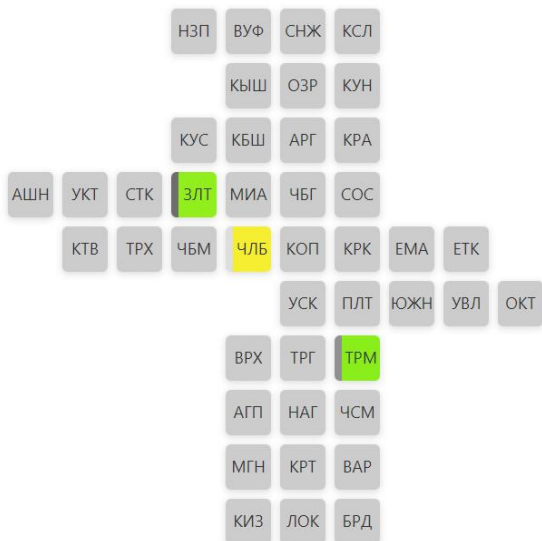 НЗП ВУФ СНЖ КСЛ
КЫШ ОЗР КУН
КУС КБШ АРГ КРА
АШН УКТ СТК ЗЛТ МИА ЧБГ СОС
КТВ ТРХ ЧБМ ЧЛБ КОП КРК ЕМА ЕТК
УСК ПЛТ ЮЖН УВЛ ОКТ
ВРХ ТРГ ТРМ
АГП НАГ ЧСМ
МГН КРТ ВАР
КИЗ ЛОК БРД